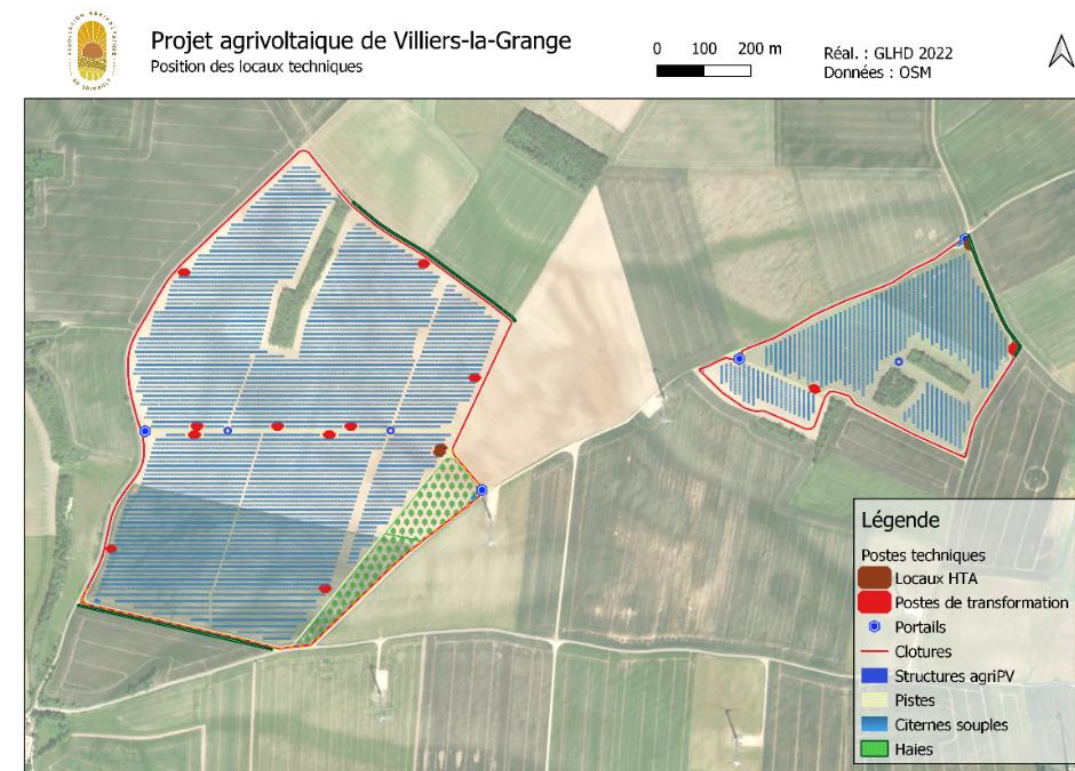 Projet agrivoltaique de Villiers-la-Grange
Position des locaux techniques
0 100 200 m
Réal. : GLHD 2022
Données : OSM
Légende
Postes techniques
Locaux HTA
Postes de transformation
Portails
Clotures
Structures agriPV
Pistes
Citernes souples
Haies